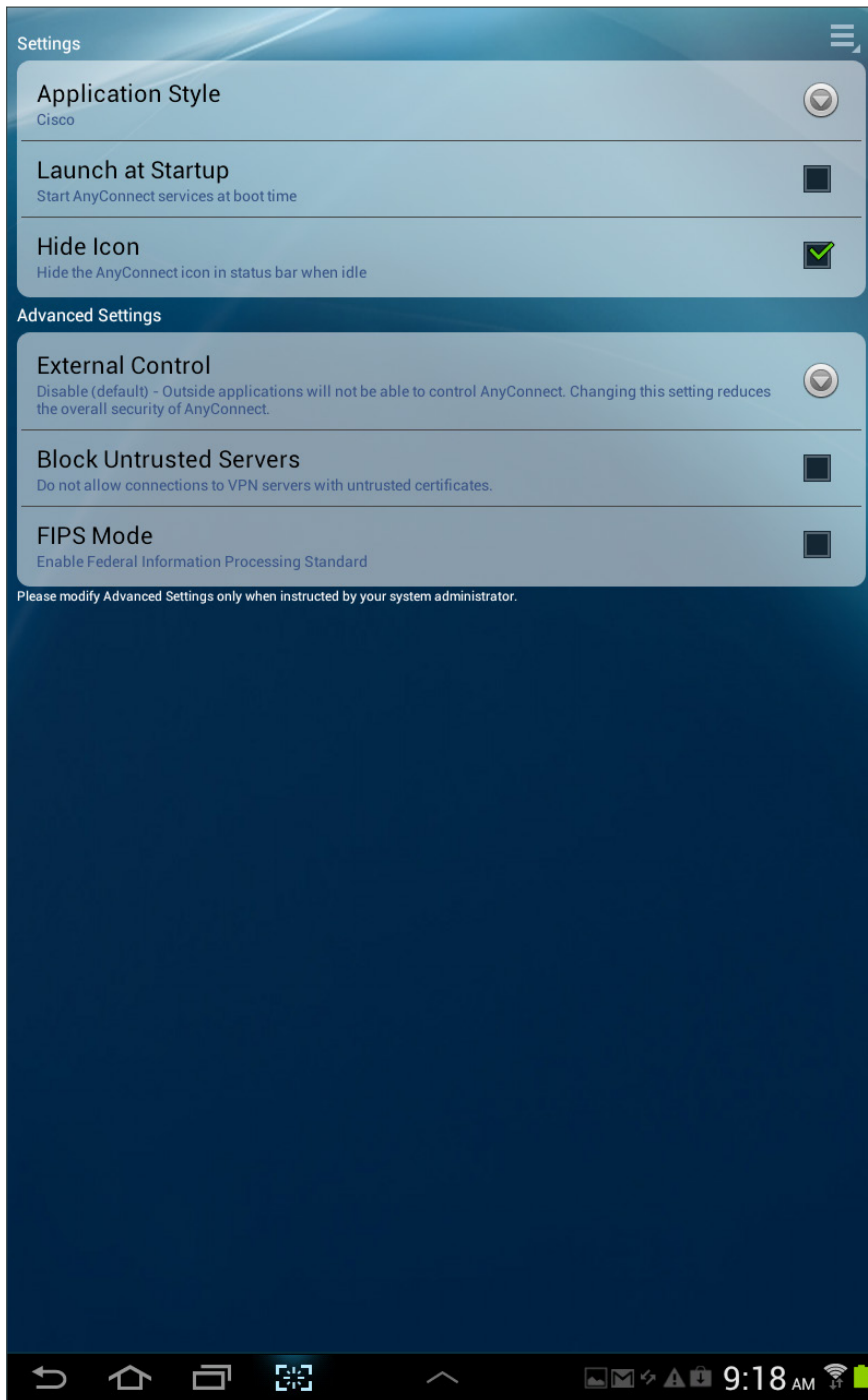 Settings
Application Style
Cisco
Launch at Startup
Start AnyConnect services at boot time
Hide Icon
Hide the AnyConnect icon in status bar when idle
Advanced Settings
External Control
Disable (default) - Outside applications will not be able to control AnyConnect. Changing this setting reduces
the overall security of AnyConnect.
Block Untrusted Servers
Do not allow connections to VPN servers with untrusted certificates.
FIPS Mode
Enable Federal Information Processing Standard
Please modify Advanced Settings only when instructed by your system administrator.
9:18 AM